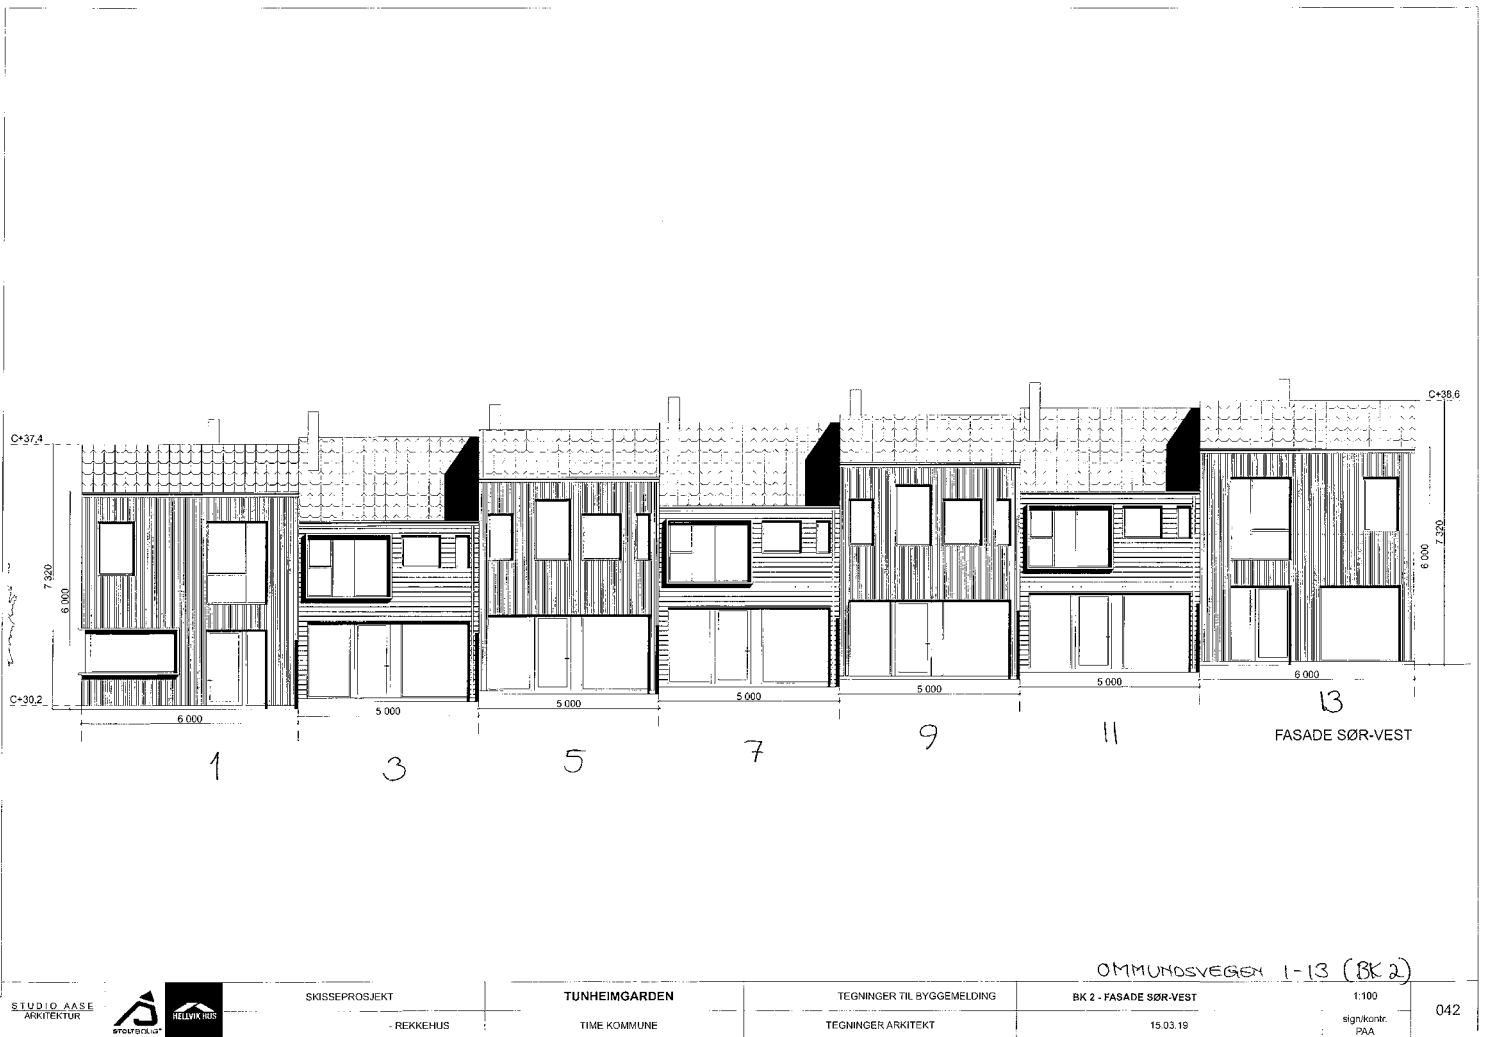 C+38,6
C+37,4
7 320
6 000
6 000
7 320
C+30,2
6 000
5 000
5 000
5 000
5 000
5 000
6 000
1
3
5
7
9
11
13
FASADE SØR-VEST
OMMUNDSVEGEN 1-13 (BK 2)
STUDIO AASE
ARKITEKTUR
STOLTBOLIG
HELLVIK HUS
SKISSEPROSJEKT
- REKKEHUS
TUNHEIMGARDEN
TIME KOMMUNE
TEGNINGER TIL BYGGEMELDING
TEGNINGER ARKITEKT
BK 2 - FASADE SØR-VEST
15.03.19
1:100
sign/kontr.
PAA
042